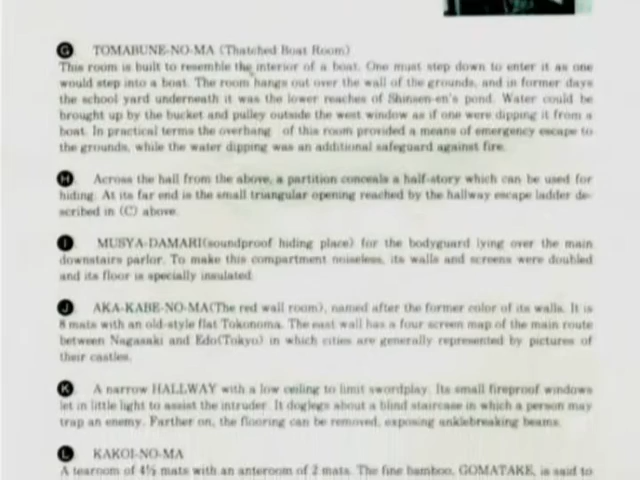 G TOMABUNE-NO-MA (Thatched Boat Room)
This room is built to resemble the interior of a boat. One must step down to enter it as one
would step into a boat. The room hangs out over the wall of the grounds, and in former days
the school yard underneath it was the lower reaches of Shinsen-en's pond. Water could be
brought up by the bucket and pulley outside the west window as if one were dipping it from a
boat. In practical terms the overhang of this room provided a means of emergency escape to
the grounds, while the water dipping was an additional safeguard against fire.
H Across the hall from the above, a partition conceals a half-story which can be used for
hiding. At its far end is the small triangular opening reached by the hallway escape ladder de-
scribed in (C) above.
I MUSYA-DAMARI(soundproof hiding place) for the bodyguard lying over the main
downstairs parlor. To make this compartment noiseless, its walls and screens were doubled
and its floor is specially insulated.
J AKA-KABE-NO-MA(The red wall room), named after the former color of its walls. It is
8 mats with an old-style flat Tokonoma. The east wall has a four screen map of the main route
between Nagasaki and Edo(Tokyo) in which cities are generally represented by pictures of
their castles.
K A narrow HALLWAY with a low ceiling to limit swordplay. Its small fireproof windows
let in little light to assist the intruder. It doglegs about a blind staircase in which a person may
trap an enemy. Farther on, the flooring can be removed, exposing anklebreaking beams.
L KAKOI-NO-MA
A tearoom of 4½ mats with an anteroom of 2 mats. The fine bamboo, GOMATAKE, is said to